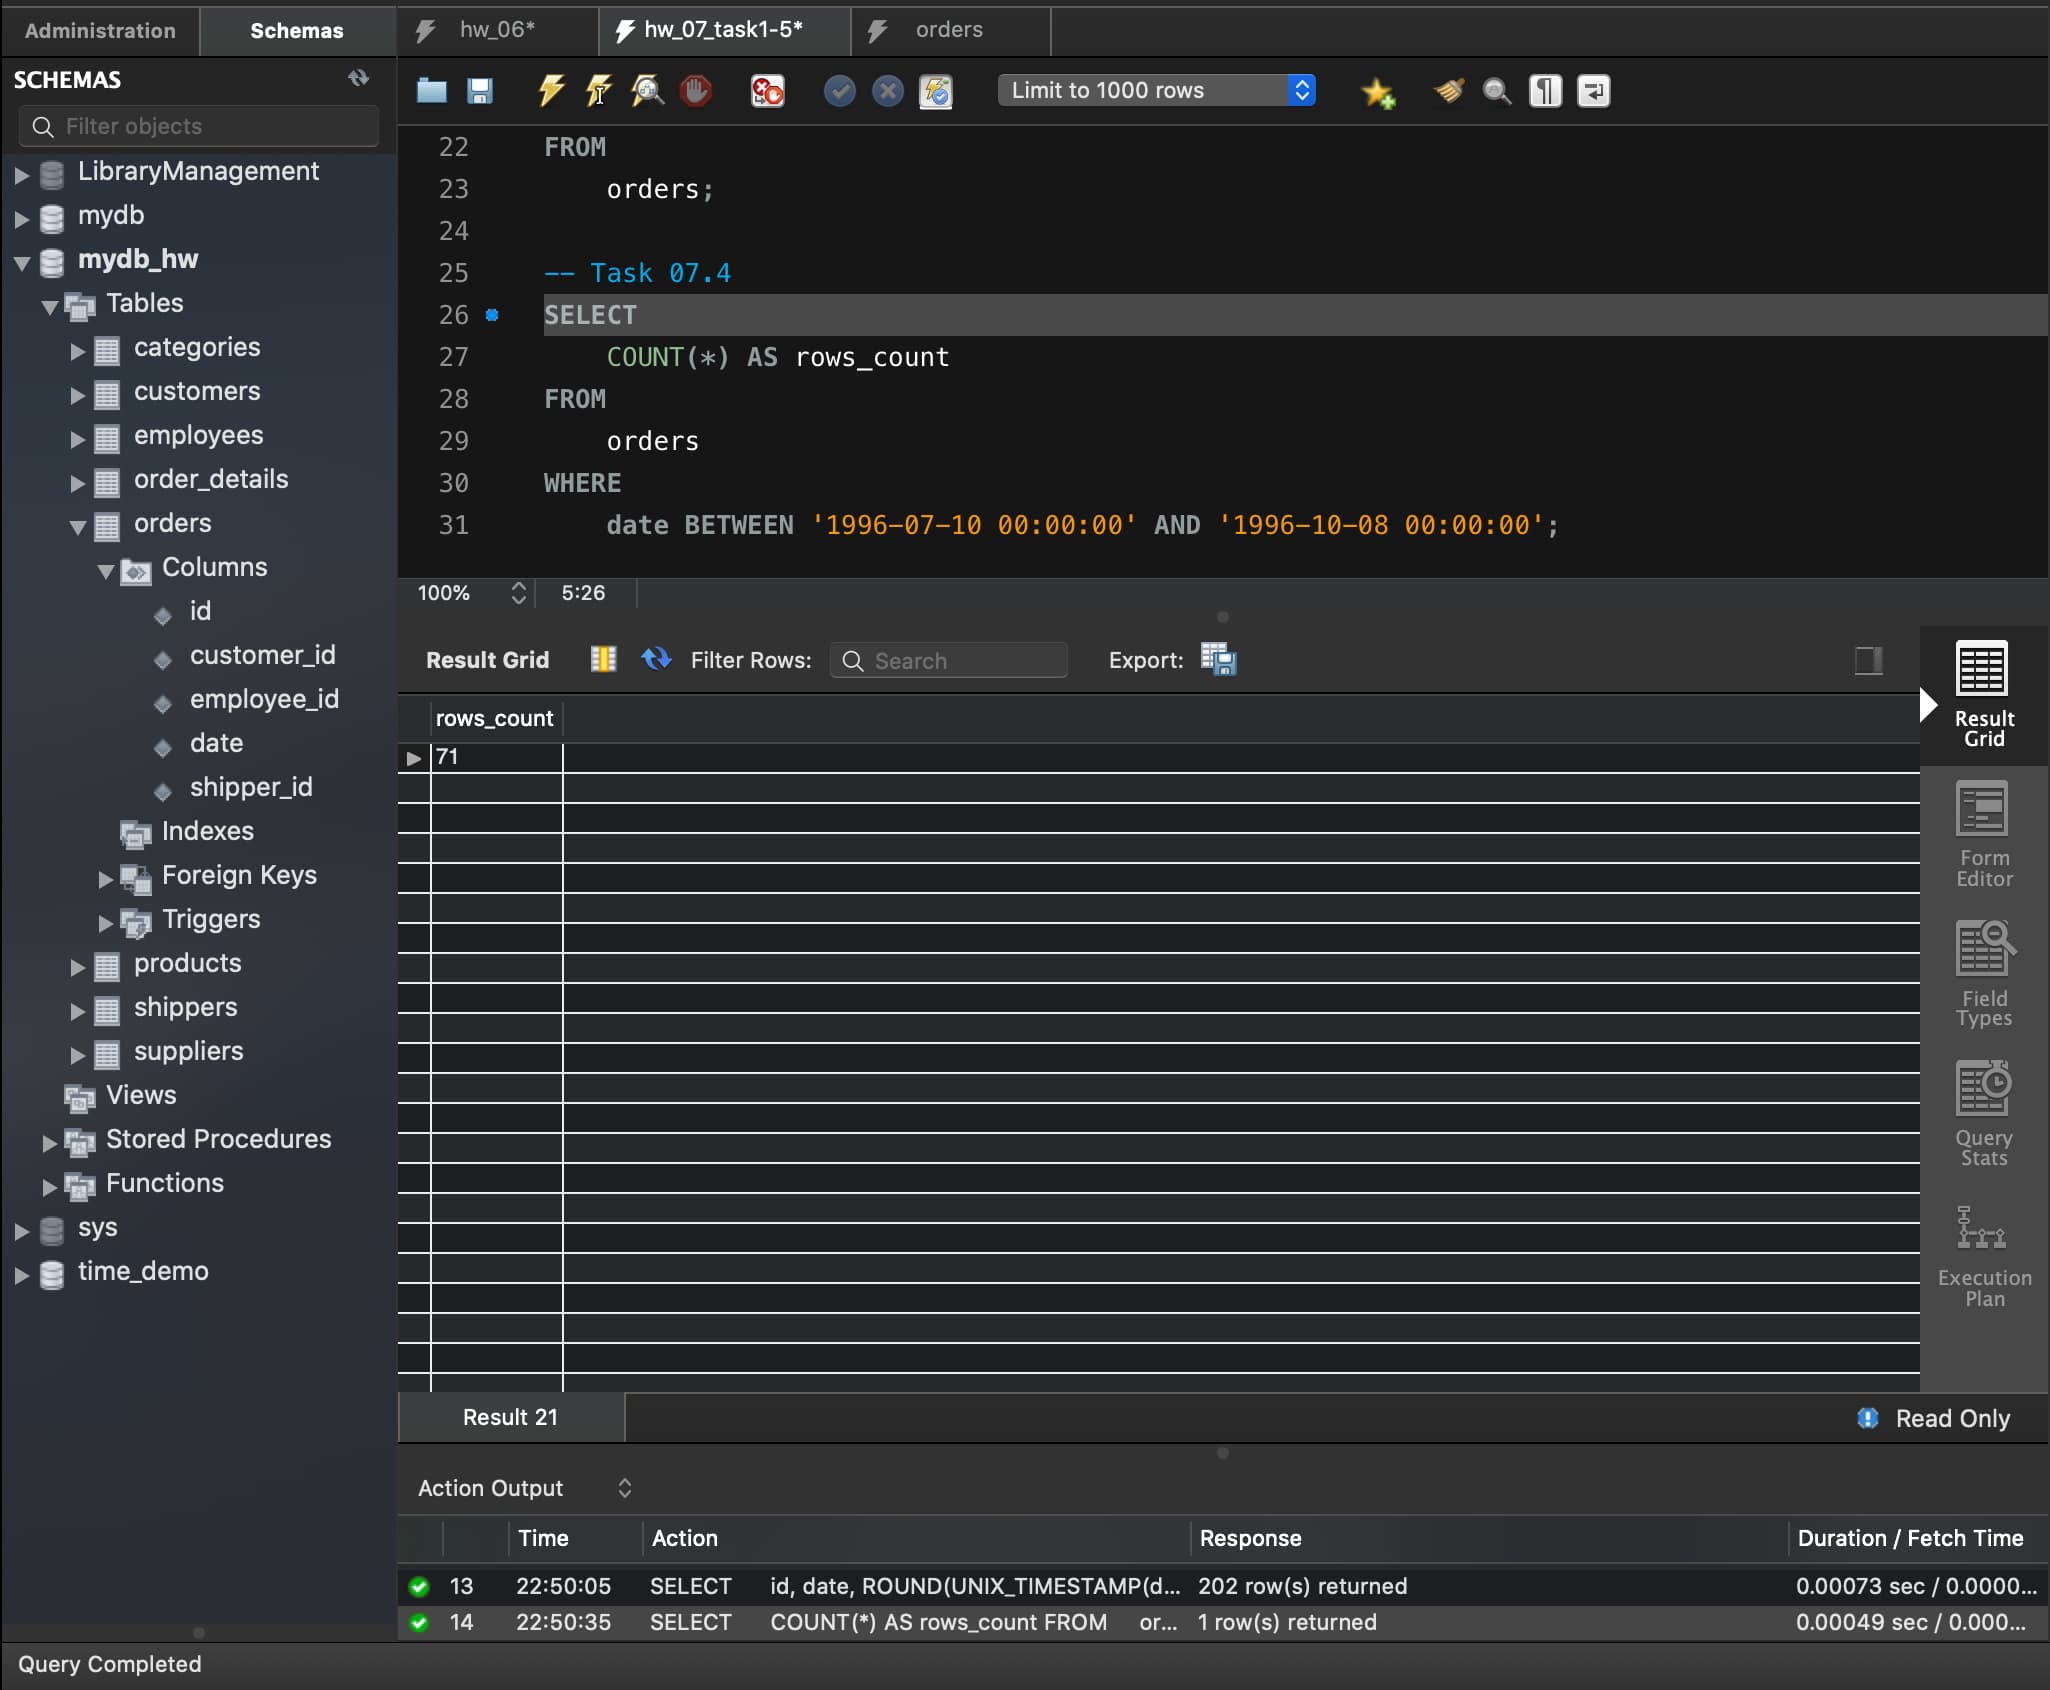 Administration
Schemas
hw_06*
hw_07_task1-5*
orders
SCHEMAS
Filter objects
Limit to 1000 rows
LibraryManagement
mydb
mydb_hw
Tables
categories
customers
employees
order_details
orders
Columns
id
customer_id
employee_id
date
shipper_id
Indexes
Foreign Keys
Triggers
products
shippers
suppliers
Views
Stored Procedures
Functions
sys
time_demo
22 FROM
23 orders;
24
25 -- Task 07.4
26 SELECT
27 COUNT(*) AS rows_count
28 FROM
29 orders
30 WHERE
31 date BETWEEN '1996-07-10 00:00:00' AND '1996-10-08 00:00:00';
100% 5:26
Result Grid Filter Rows: Search Export:
rows_count
71
Result Grid
Form Editor
Field Types
Query Stats
Execution Plan
Result 21
Read Only
Action Output
Time Action Response Duration / Fetch Time
13 22:50:05 SELECT id, date, ROUND(UNIX_TIMESTAMP(d... 202 row(s) returned 0.00073 sec / 0.0000...
14 22:50:35 SELECT COUNT(*) AS rows_count FROM or... 1 row(s) returned 0.00049 sec / 0.000...
Query Completed